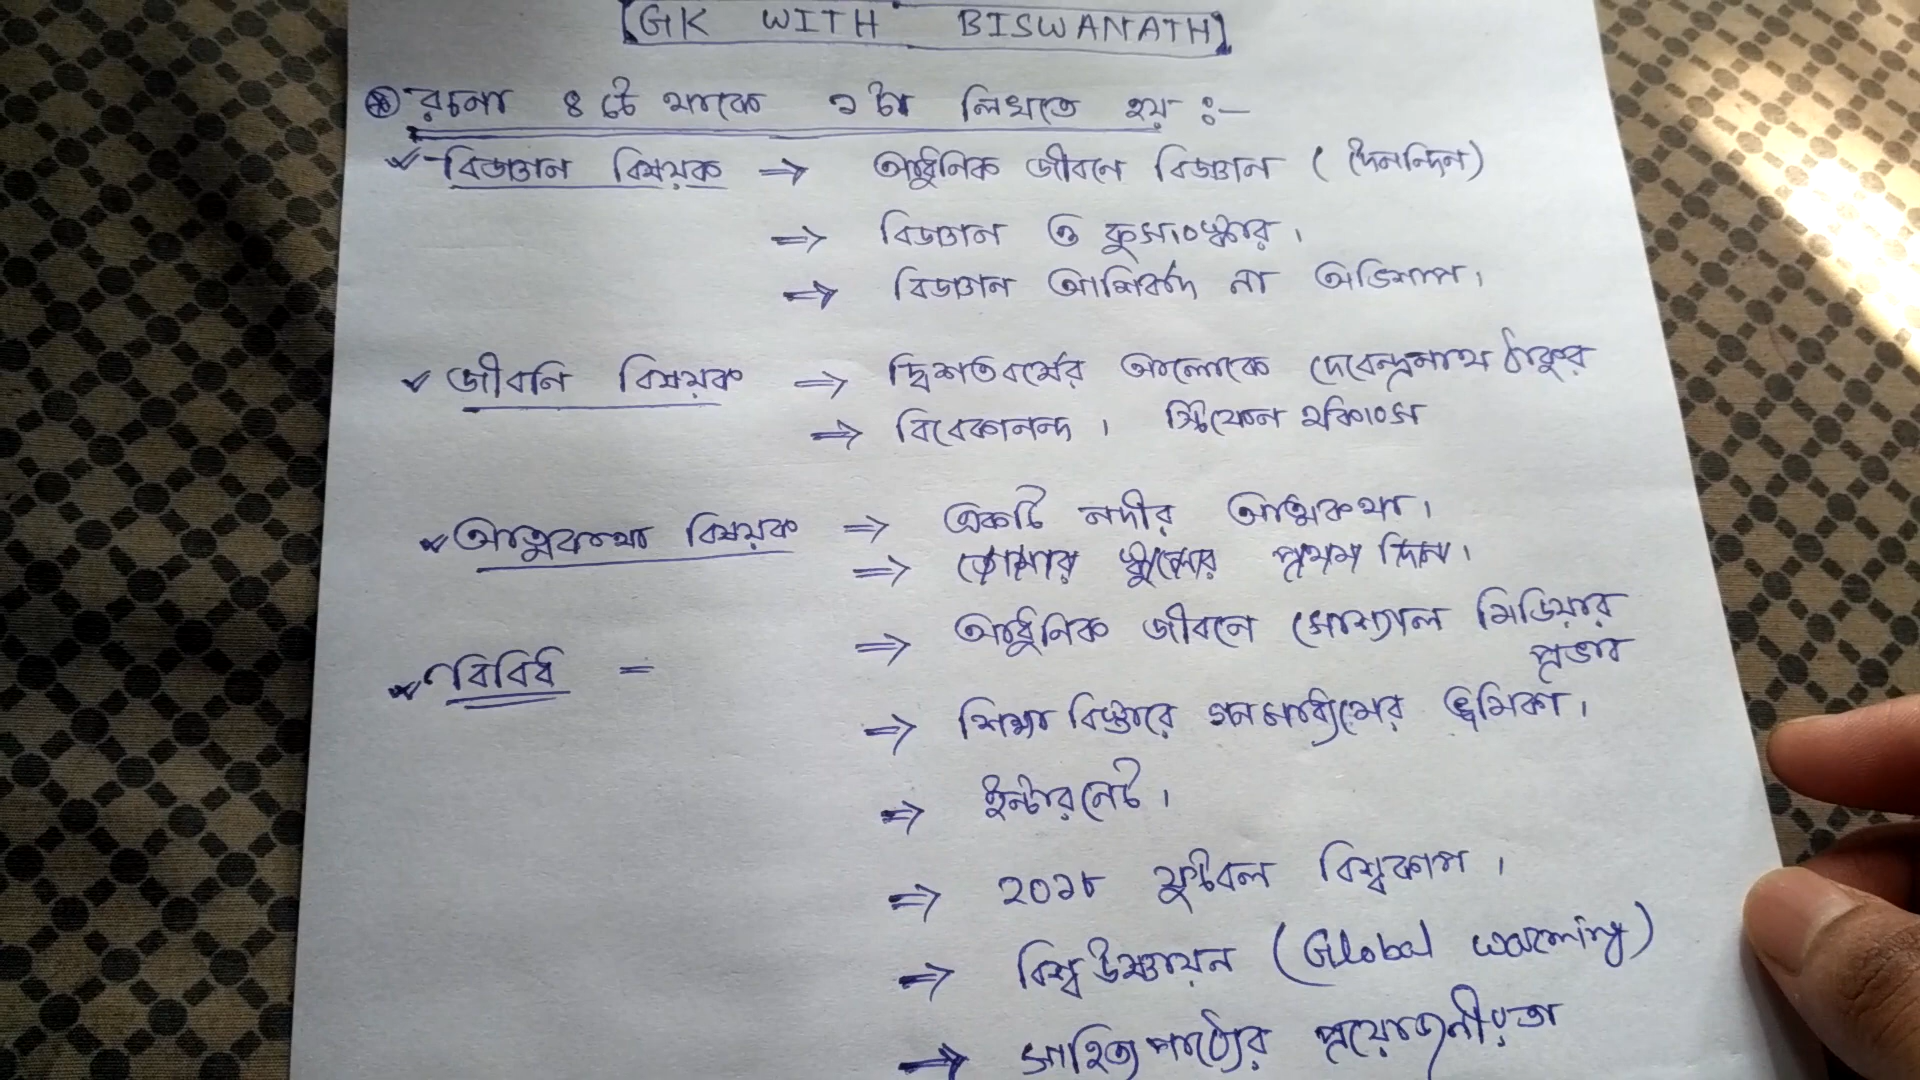 GK WITH BISWANATH
রচনা ৪টে থাকে ১টা লিখতে হয় :-
বিজ্ঞান বিষয়ক ⇒ আধুনিক জীবনে বিজ্ঞান (দৈনন্দিন)
⇒ বিজ্ঞান ও কুসংস্কার।
⇒ বিজ্ঞান আশির্বাদ না অভিশাপ।
জীবনি বিষয়ক ⇒ দ্বিশতবর্ষের আলোকে দেবেন্দ্রনাথ ঠাকুর
⇒ বিবেকানন্দ। স্টিফেন হকিংস
আত্মকথা বিষয়ক ⇒ একটি নদীর আত্মকথা।
⇒ তোমার স্কুলের প্রথম দিন।
⇒ আধুনিক জীবনে সোশ্যাল মিডিয়ার প্রভাব
বিবিধ =
⇒ শিক্ষা বিস্তারে গনমাধ্যমের ভূমিকা।
⇒ ইন্টারনেট।
⇒ ২০১৮ ফুটবল বিশ্বকাপ।
⇒ বিশ্ব উষ্ণায়ন (Global warming)
⇒ সাহিত্য পাঠের প্রয়োজনীয়তা